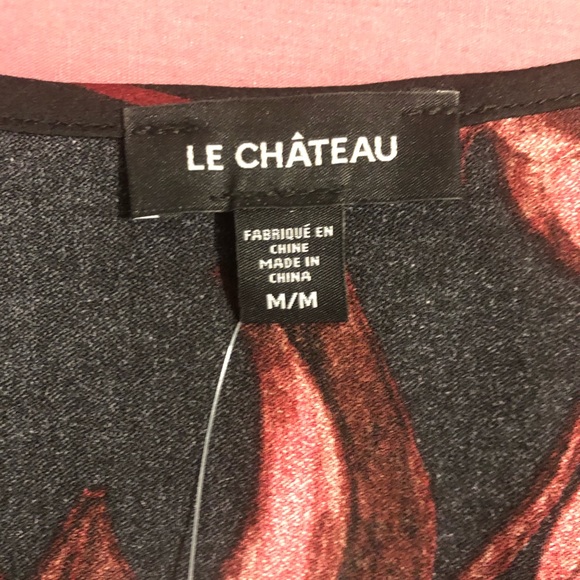 LE CHÂTEAU
FABRIQUÉ EN
CHINE
MADE IN
CHINA
M/M